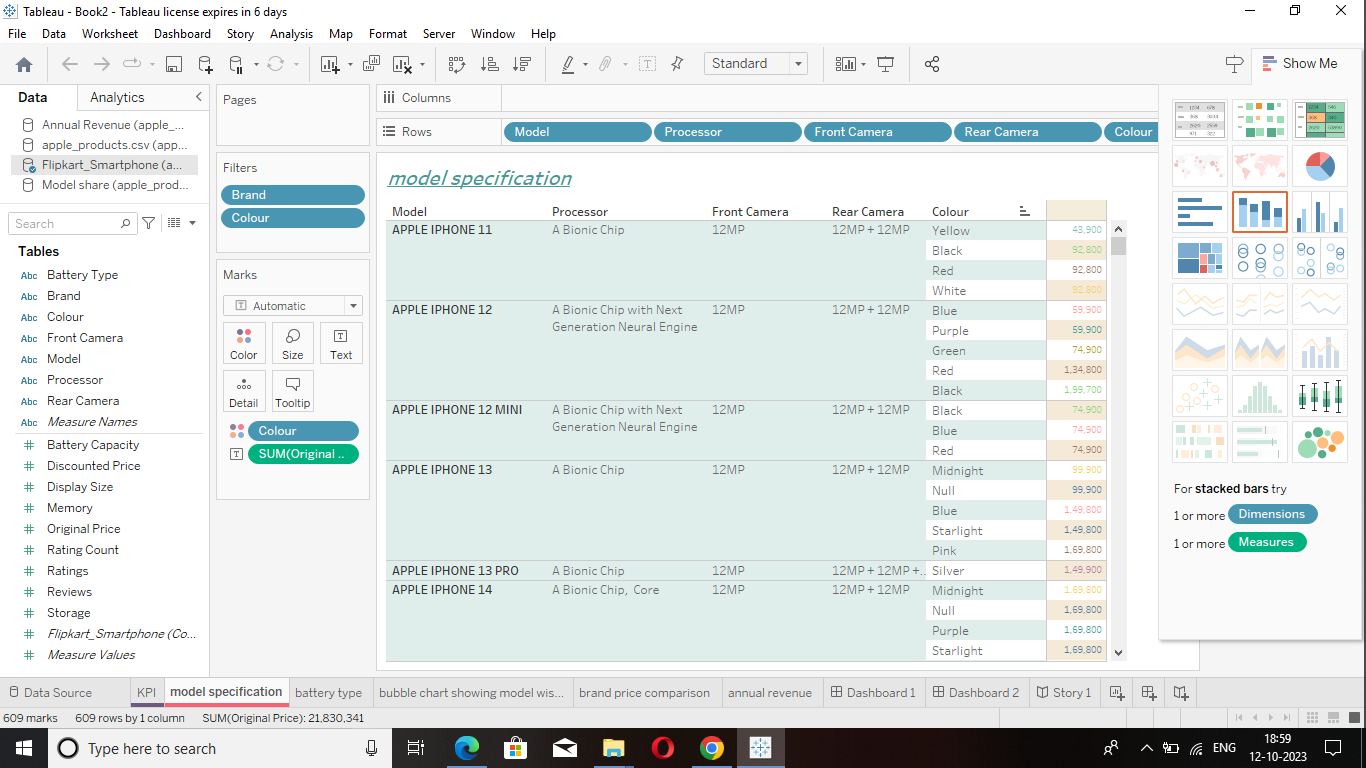 Tableau - Book2 - Tableau license expires in 6 days
File Data Worksheet Dashboard Story Analysis Map Format Server Window Help
Standard
Show Me
Data Analytics
Annual Revenue (apple_...
apple_products.csv (app...
Flipkart_Smartphone (a...
Model share (apple_prod...
Search
Tables
Abc Battery Type
Abc Brand
Abc Colour
Abc Front Camera
Abc Model
Abc Processor
Abc Rear Camera
Abc Measure Names
# Battery Capacity
# Discounted Price
# Display Size
# Memory
# Original Price
# Rating Count
# Ratings
# Reviews
# Storage
# Flipkart_Smartphone (Co...
# Measure Values
Pages
Filters
Brand
Colour
Marks
Automatic
Color Size Text
Detail Tooltip
Colour
SUM(Original ..
Columns
Rows Model Processor Front Camera Rear Camera Colour
model specification
Model Processor Front Camera Rear Camera Colour
APPLE IPHONE 11 A Bionic Chip 12MP 12MP + 12MP Yellow 43,900
Black 92,800
Red 92,800
White 92,800
APPLE IPHONE 12 A Bionic Chip with Next 12MP 12MP + 12MP Blue 59,900
Generation Neural Engine
Purple 59,900
Green 74,900
Red 1,34,800
Black 1,99,700
APPLE IPHONE 12 MINI A Bionic Chip with Next 12MP 12MP + 12MP Black 74,900
Generation Neural Engine
Blue 74,900
Red 74,900
APPLE IPHONE 13 A Bionic Chip 12MP 12MP + 12MP Midnight 99,900
Null 99,900
Blue 1,49,800
Starlight 1,49,800
Pink 1,69,800
APPLE IPHONE 13 PRO A Bionic Chip 12MP 12MP + 12MP +.. Silver 1,49,900
APPLE IPHONE 14 A Bionic Chip, Core 12MP 12MP + 12MP Midnight 1,69,800
Null 1,69,800
Purple 1,69,800
Starlight 1,69,800
For stacked bars try
1 or more Dimensions
1 or more Measures
Data Source KPI model specification battery type bubble chart showing model wis... brand price comparison annual revenue Dashboard 1 Dashboard 2 Story 1
609 marks 609 rows by 1 column SUM(Original Price): 21,830,341
Type here to search
ENG
18:59
12-10-2023